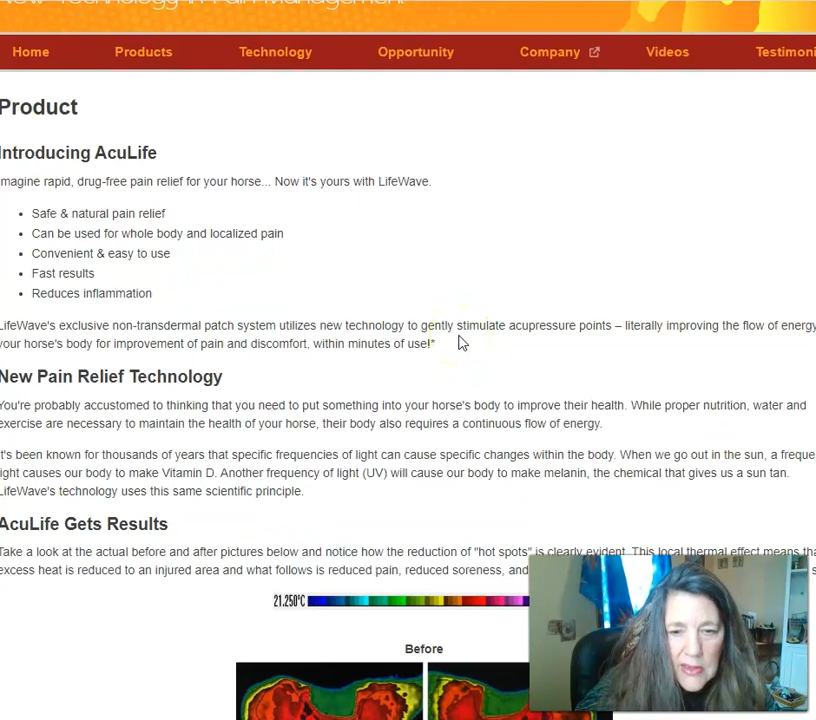 New Technology in Pain Management
Home Products Technology Opportunity Company Videos Testimoni
Product
Introducing AcuLife
magine rapid, drug-free pain relief for your horse... Now it's yours with LifeWave.
• Safe & natural pain relief
• Can be used for whole body and localized pain
• Convenient & easy to use
• Fast results
• Reduces inflammation
LifeWave's exclusive non-transdermal patch system utilizes new technology to gently stimulate acupressure points – literally improving the flow of energy
your horse's body for improvement of pain and discomfort, within minutes of use!*
New Pain Relief Technology
You're probably accustomed to thinking that you need to put something into your horse's body to improve their health. While proper nutrition, water and
exercise are necessary to maintain the health of your horse, their body also requires a continuous flow of energy.
t's been known for thousands of years that specific frequencies of light can cause specific changes within the body. When we go out in the sun, a freque
ight causes our body to make Vitamin D. Another frequency of light (UV) will cause our body to make melanin, the chemical that gives us a sun tan.
LifeWave's technology uses this same scientific principle.
AcuLife Gets Results
Take a look at the actual before and after pictures below and notice how the reduction of "hot spots" is clearly evident. This local thermal effect means tha
excess heat is reduced to an injured area and what follows is reduced pain, reduced soreness, and
21.250°C
Before